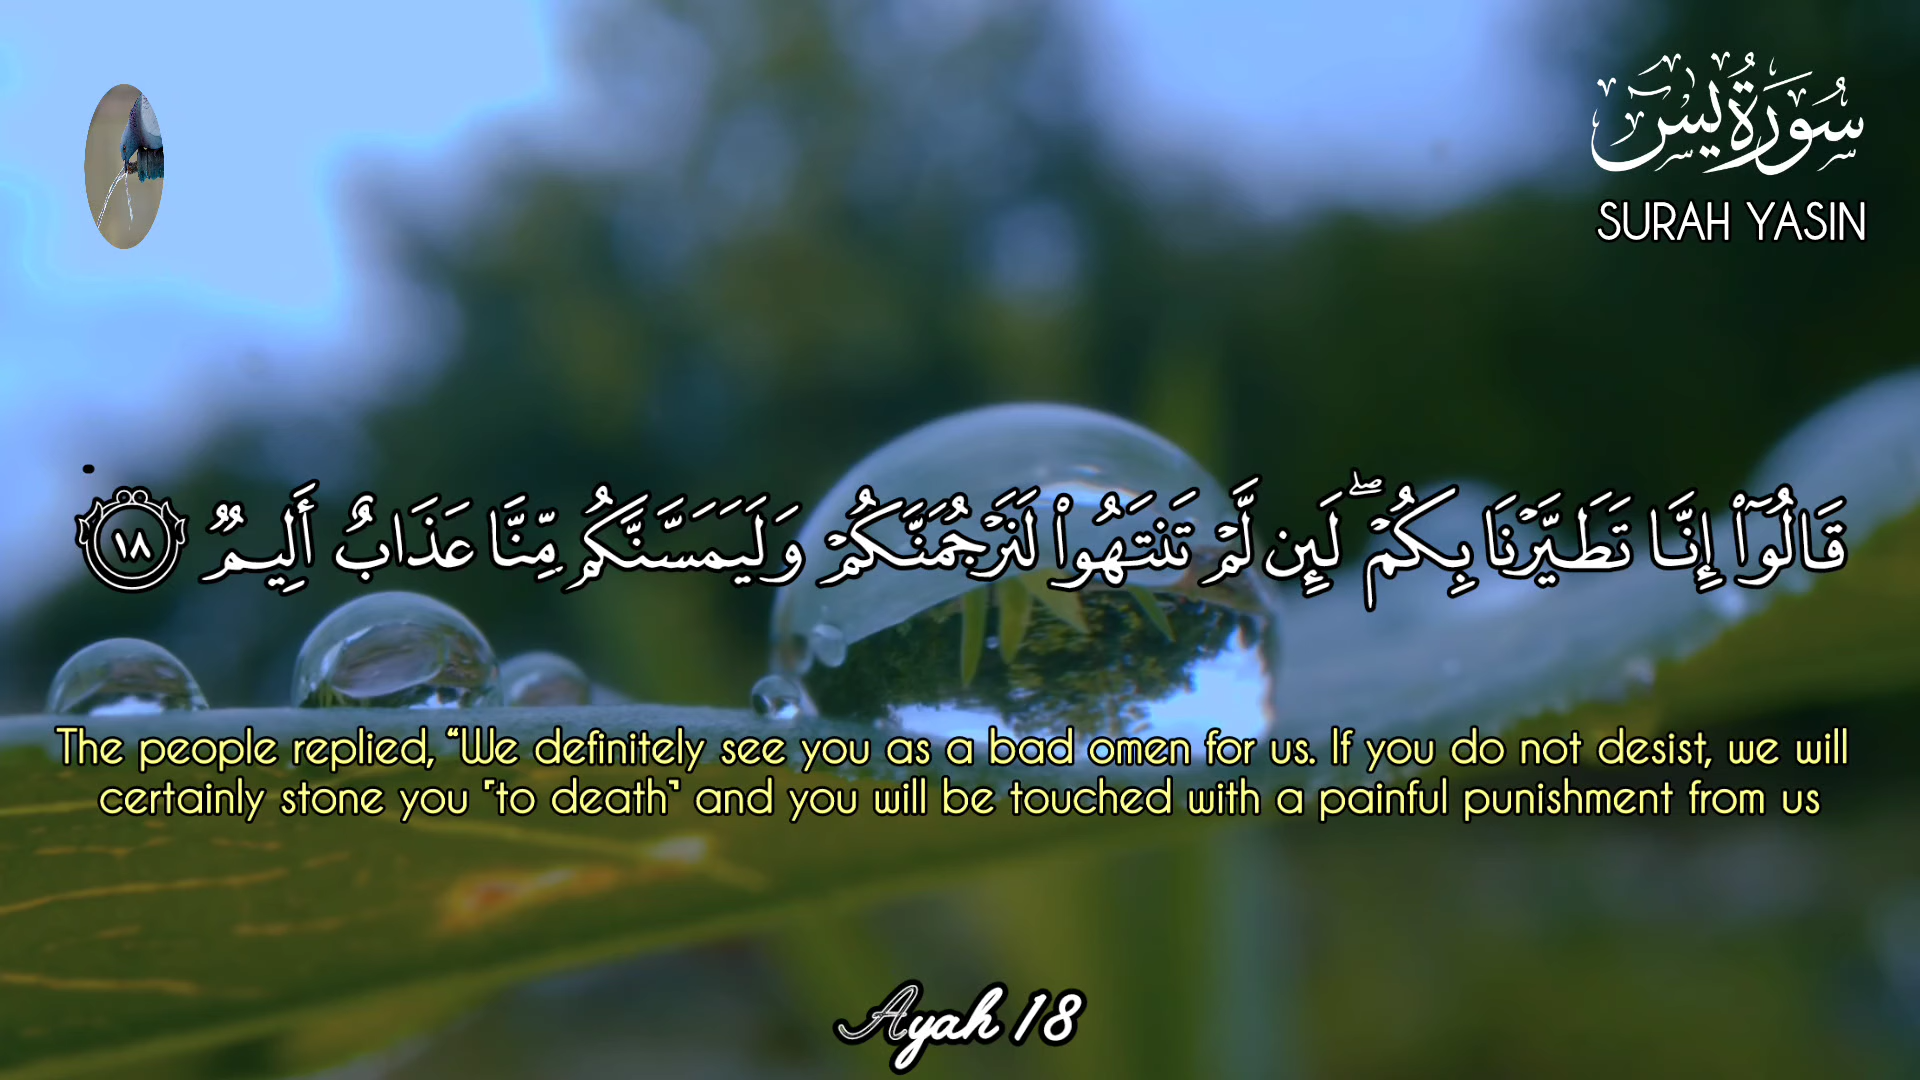 سُورَةُ يسٓ
SURAH YASIN
قَالُوٓا۟ إِنَّا تَطَيَّرْنَا بِكُمْ ۖ لَئِن لَّمْ تَنتَهُوا۟ لَنَرْجُمَنَّكُمْ وَلَيَمَسَّنَّكُم مِّنَّا عَذَابٌ أَلِيمٌ ١٨
The people replied, “We definitely see you as a bad omen for us. If you do not desist, we will
certainly stone you ˹to death˺ and you will be touched with a painful punishment from us
Ayah 18